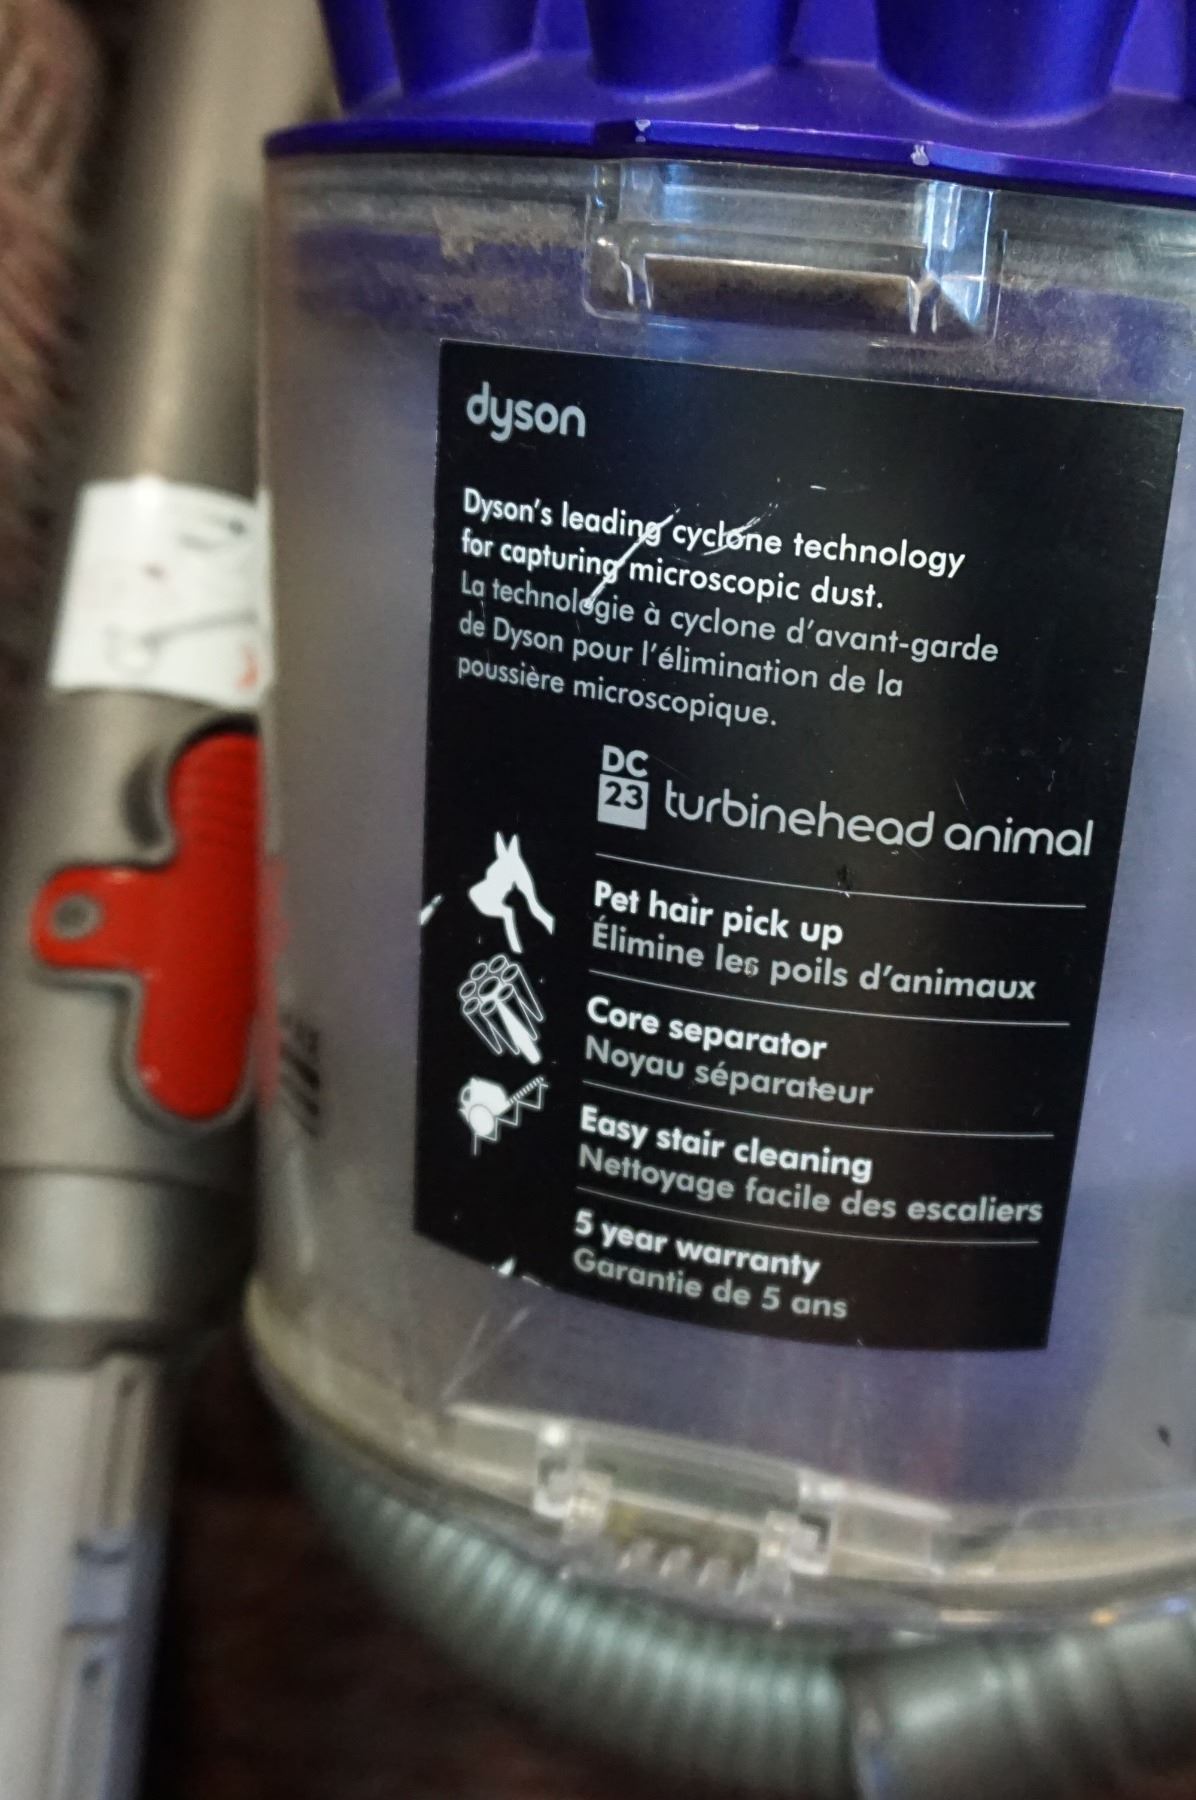 dyson
Dyson's leading cyclone technology
for capturing microscopic dust.
La technologie à cyclone d'avant-garde
de Dyson pour l'élimination de la
poussière microscopique.
DC
23 turbinehead animal
Pet hair pick up
Élimine les poils d'animaux
Core separator
Noyau séparateur
Easy stair cleaning
Nettoyage facile des escaliers
5 year warranty
Garantie de 5 ans